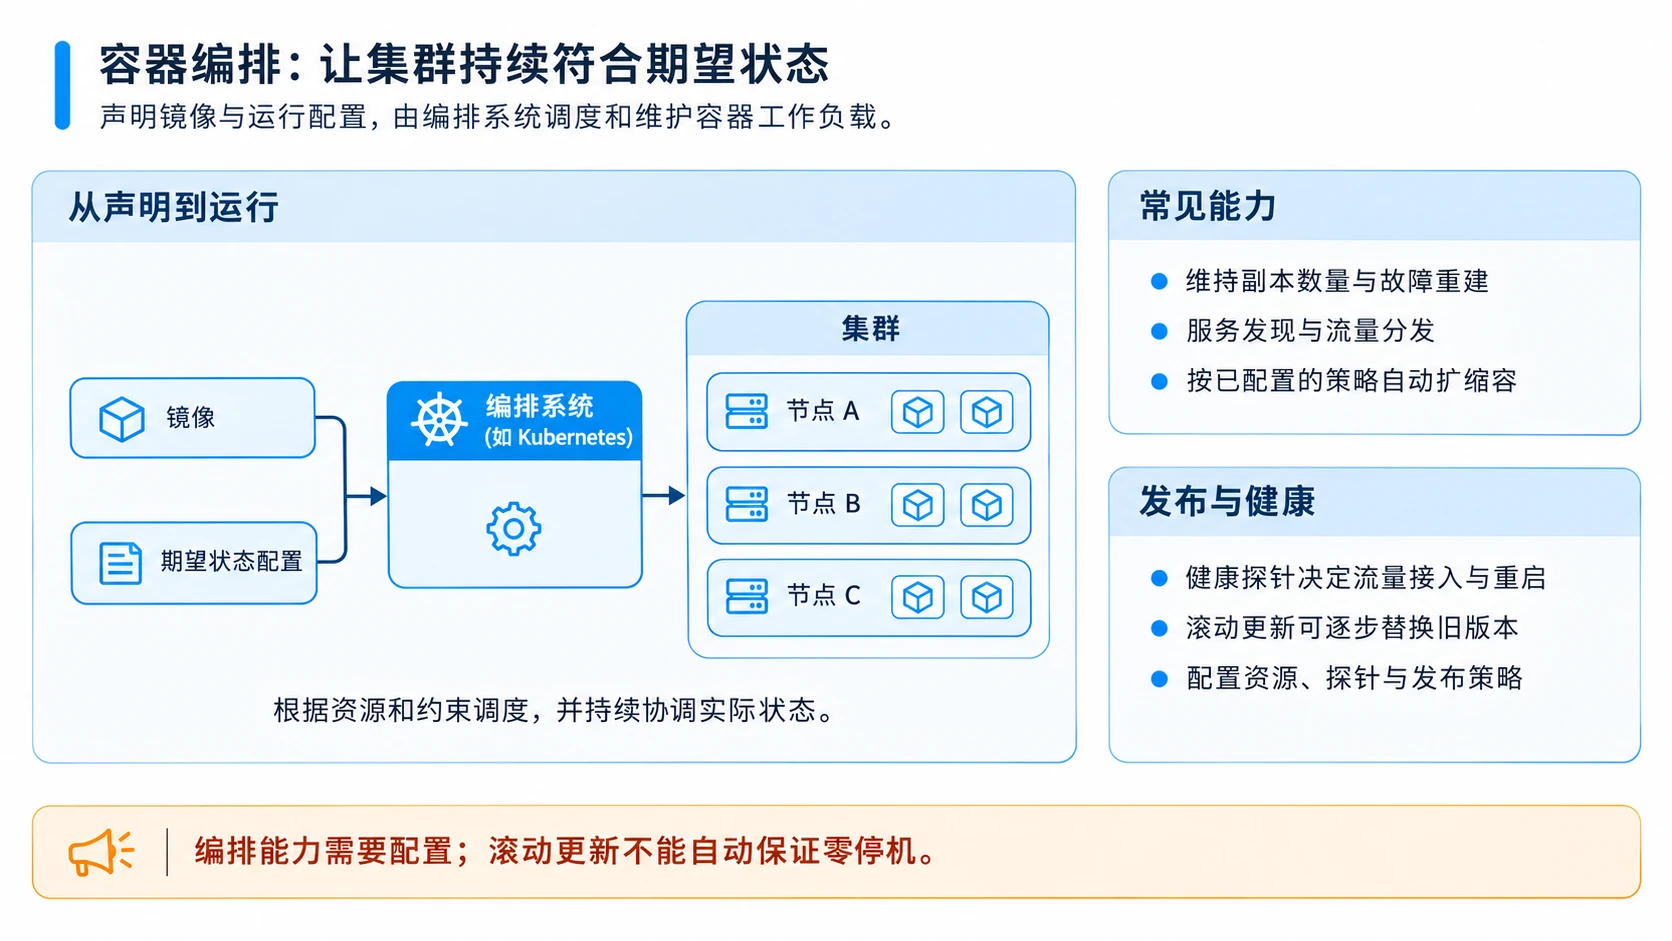 容器编排：让集群持续符合期望状态
声明镜像与运行配置，由编排系统调度和维护容器工作负载。
从声明到运行
镜像
期望状态配置
编排系统
(如 Kubernetes)
集群
节点 A
节点 B
节点 C
根据资源和约束调度，并持续协调实际状态。
常见能力
维持副本数量与故障重建
服务发现与流量分发
按已配置的策略自动扩缩容
发布与健康
健康探针决定流量接入与重启
滚动更新可逐步替换旧版本
配置资源、探针与发布策略
编排能力需要配置；滚动更新不能自动保证零停机。